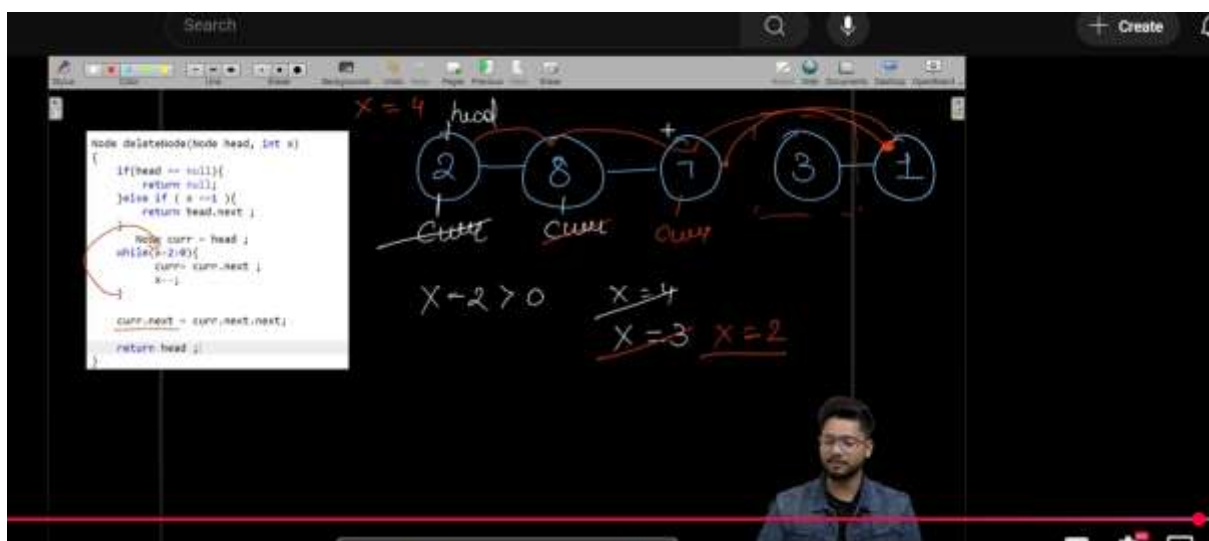 Search
Create
x = 4
head
2
8
7
3
1
curr
curr
curr
Node deleteNode(Node head, int x)
{
if(head == null){
return null;
}else if ( x ==1 ){
return head.next ;
}
Node curr = head ;
while(x-2>0){
curr= curr.next ;
x--;
}
curr.next = curr.next.next;
return head ;
}
x-2 > 0
x = 4
x = 3
x = 2